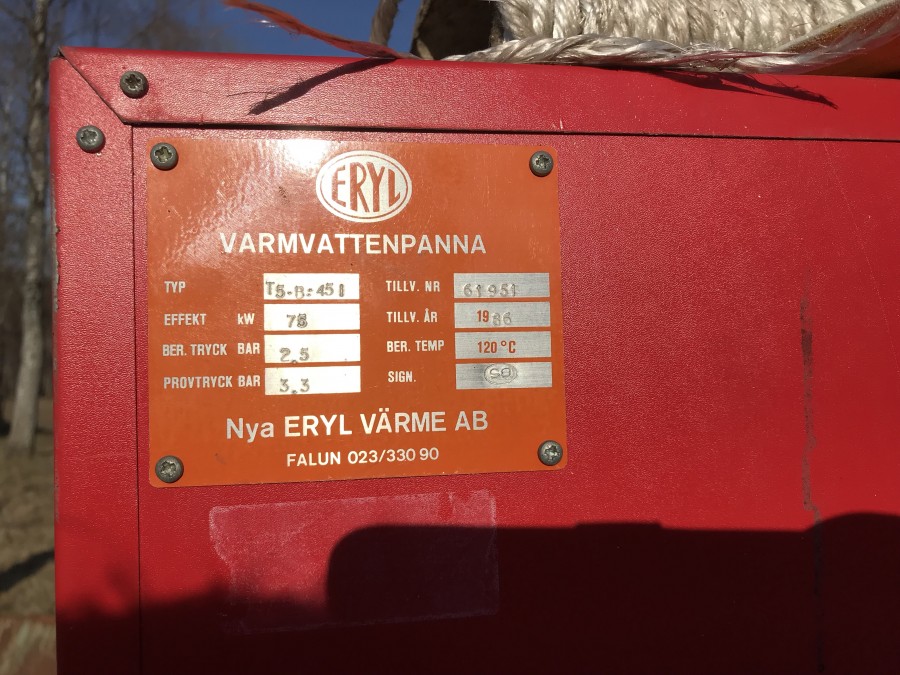 ERYL
VARMVATTENPANNA
TYP T5-B-451 TILLV. NR 61951
EFFEKT kW 75 TILLV. ÅR 1986
BER. TRYCK BAR 2,5 BER. TEMP 120°C
PROVTRYCK BAR 3.3 SIGN.
Nya ERYL VÄRME AB
FALUN 023/330 90